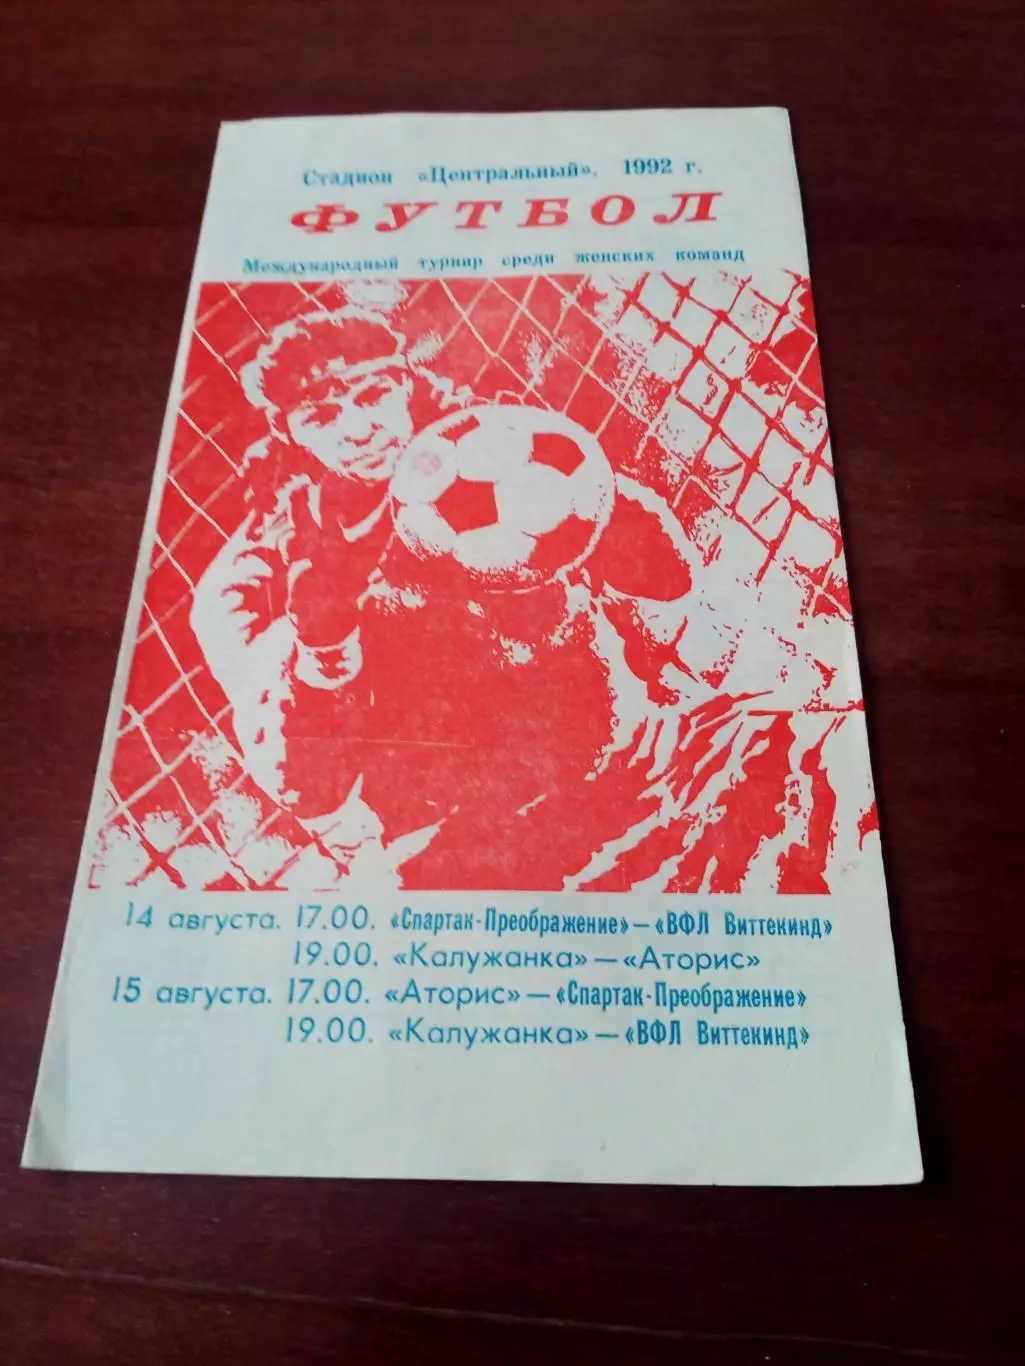 Стадион «Центральный». 1992 г.
ФУТБОЛ
Международный турнир среди женских команд
14 августа. 17.00. «Спартак-Преображение»—«ВФЛ Виттекинд»
19.00. «Калужанка»—«Аторис»
15 августа. 17.00. «Аторис»—«Спартак-Преображение»
19.00. «Калужанка»—«ВФЛ Виттекинд»